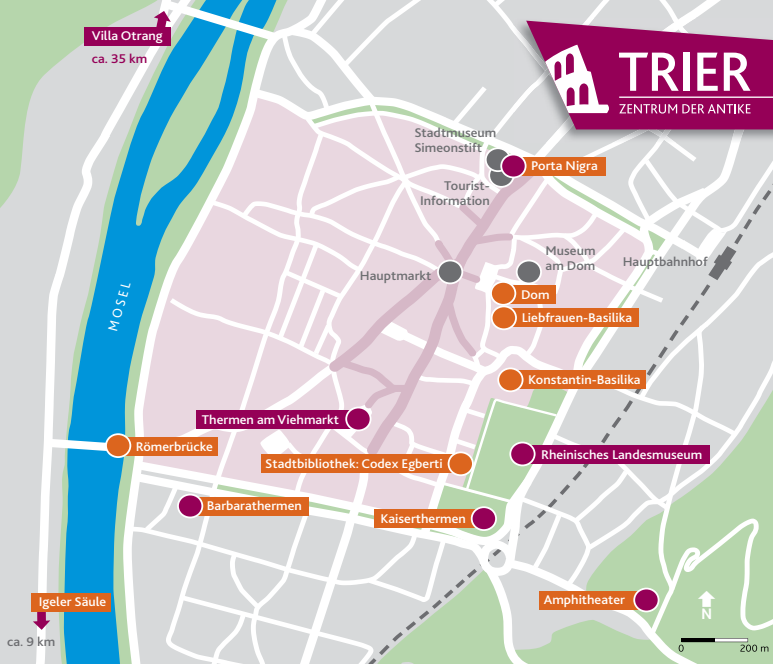 Villa Otrang
ca. 35 km
TRIER
ZENTRUM DER ANTIKE
Stadtmuseum
Simeonstift
Porta Nigra
Tourist-
Information
Museum
am Dom
Hauptbahnhof
Hauptmarkt
Dom
Liebfrauen-Basilika
MOSEL
Konstantin-Basilika
Thermen am Viehmarkt
Römerbrücke
Rheinisches Landesmuseum
Stadtbibliothek: Codex Egberti
Barbarathermen
Kaiserthermen
Igeler Säule
ca. 9 km
Amphitheater
N
0
200 m